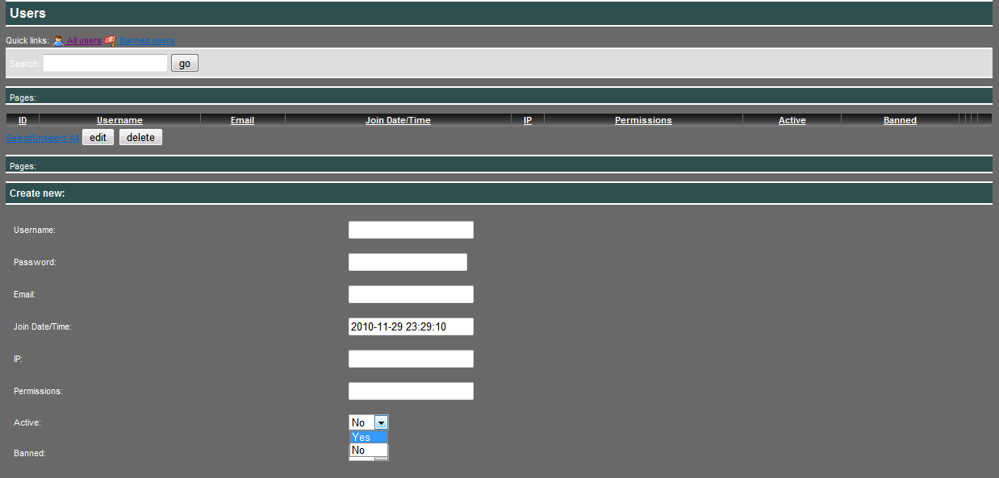 Users
Quick links: All users Banned users
Search: go
Pages:
ID Username Email Join Date/Time IP Permissions Active Banned
Select/Unselect All edit delete
Pages:
Create new:
Username:
Password:
Email:
Join Date/Time: 2010-11-29 23:29:10
IP:
Permissions:
Active: No
Yes
No
Banned: